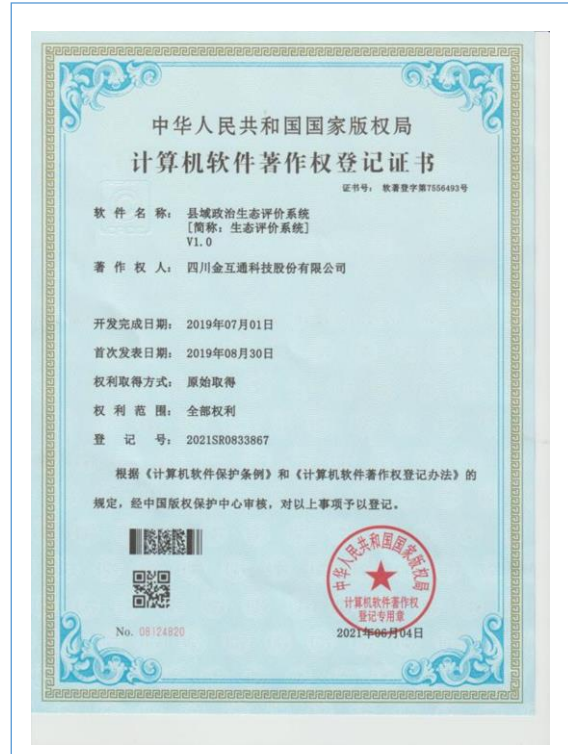 中华人民共和国国家版权局
计算机软件著作权登记证书
证书号： 软著登字第7556493号
软件名称： 县域政治生态评价系统
[简称：生态评价系统]
V1.0
著作权人： 四川金互通科技股份有限公司
开发完成日期： 2019年07月01日
首次发表日期： 2019年08月30日
权利取得方式： 原始取得
权利范围： 全部权利
登记号： 2021SR0833867
根据《计算机软件保护条例》和《计算机软件著作权登记办法》的
规定，经中国版权保护中心审核，对以上事项予以登记。
中华人民共和国国家版权局
计算机软件著作权
登记专用章
No. 08124820
2021年06月04日